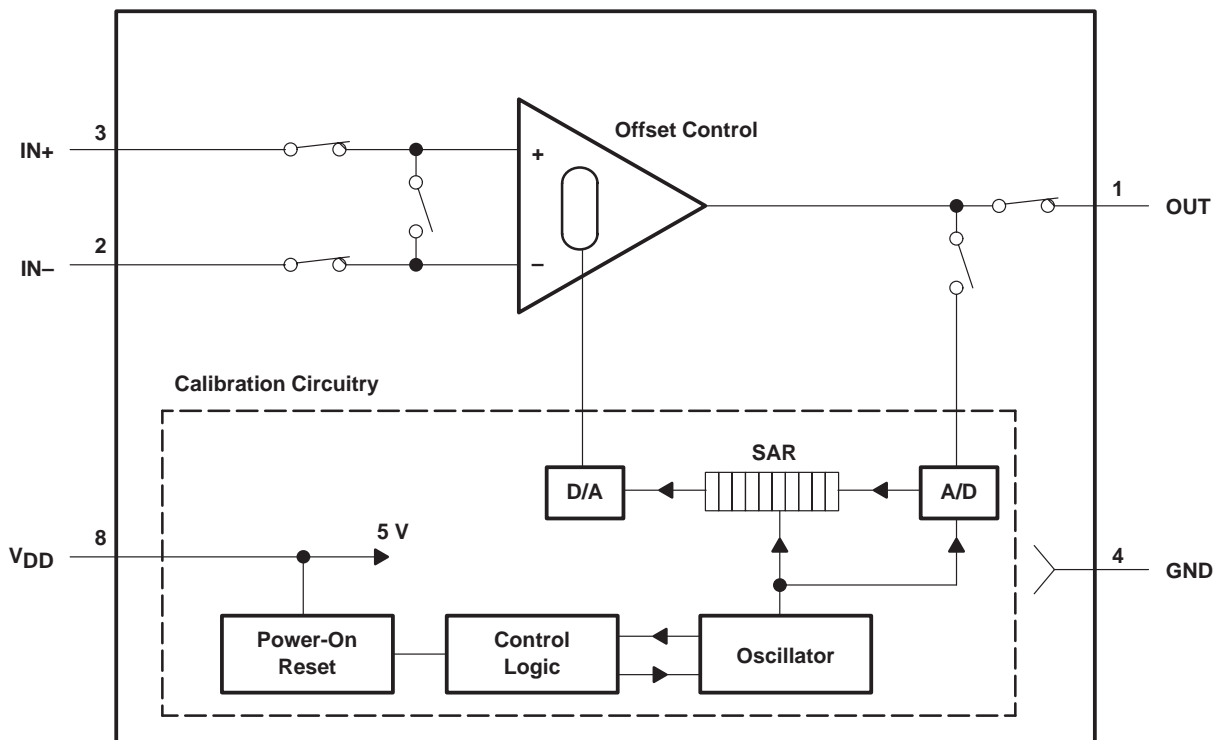 Offset Control
3
IN+
+
1
OUT
2
IN–
–
Calibration Circuitry
SAR
D/A
A/D
5 V
8
VDD
4
GND
Power-On
Reset
Control
Logic
Oscillator